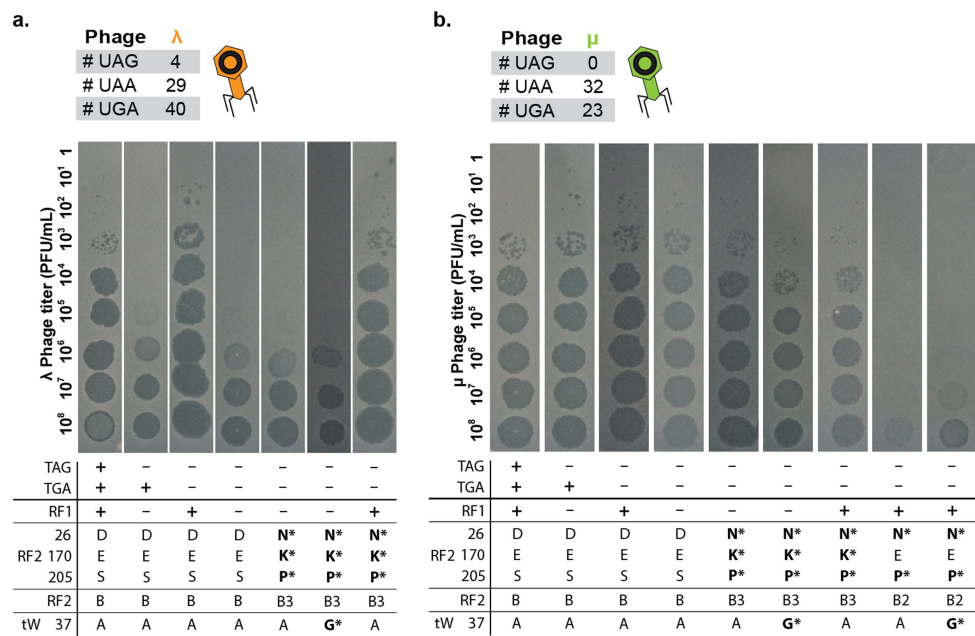 a.
Phage λ
# UAG 4
# UAA 29
# UGA 40
λ Phage titer (PFU/mL)
1
10¹
10²
10³
10⁴
10⁵
10⁶
10⁷
10⁸
TAG + – – – – – –
TGA + + – – – – –
RF1 + – + – – – +
26 D D D D N* N* N*
RF2 170 E E E E K* K* K*
205 S S S S P* P* P*
RF2 B B B B B3 B3 B3
tW 37 A A A A A G* A
b.
Phage μ
# UAG 0
# UAA 32
# UGA 23
μ Phage titer (PFU/mL)
1
10¹
10²
10³
10⁴
10⁵
10⁶
10⁷
10⁸
TAG + – – – – – – – –
TGA + + – – – – – – –
RF1 + – + – – – + + +
26 D D D D N* N* N* N* N*
RF2 170 E E E E K* K* K* E E
205 S S S S P* P* P* P* P*
RF2 B B B B B3 B3 B3 B2 B2
tW 37 A A A A A G* A A G*